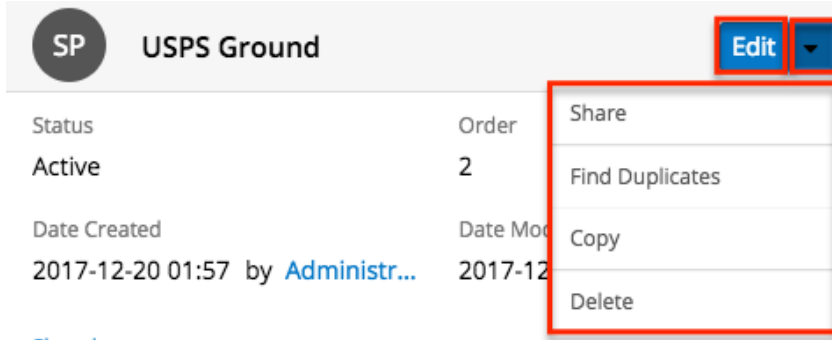 SP USPS Ground Edit
Status Order Share
Active 2 Find Duplicates
Date Created Date Mod Copy
2017-12-20 01:57 by Administr... 2017-12 Delete